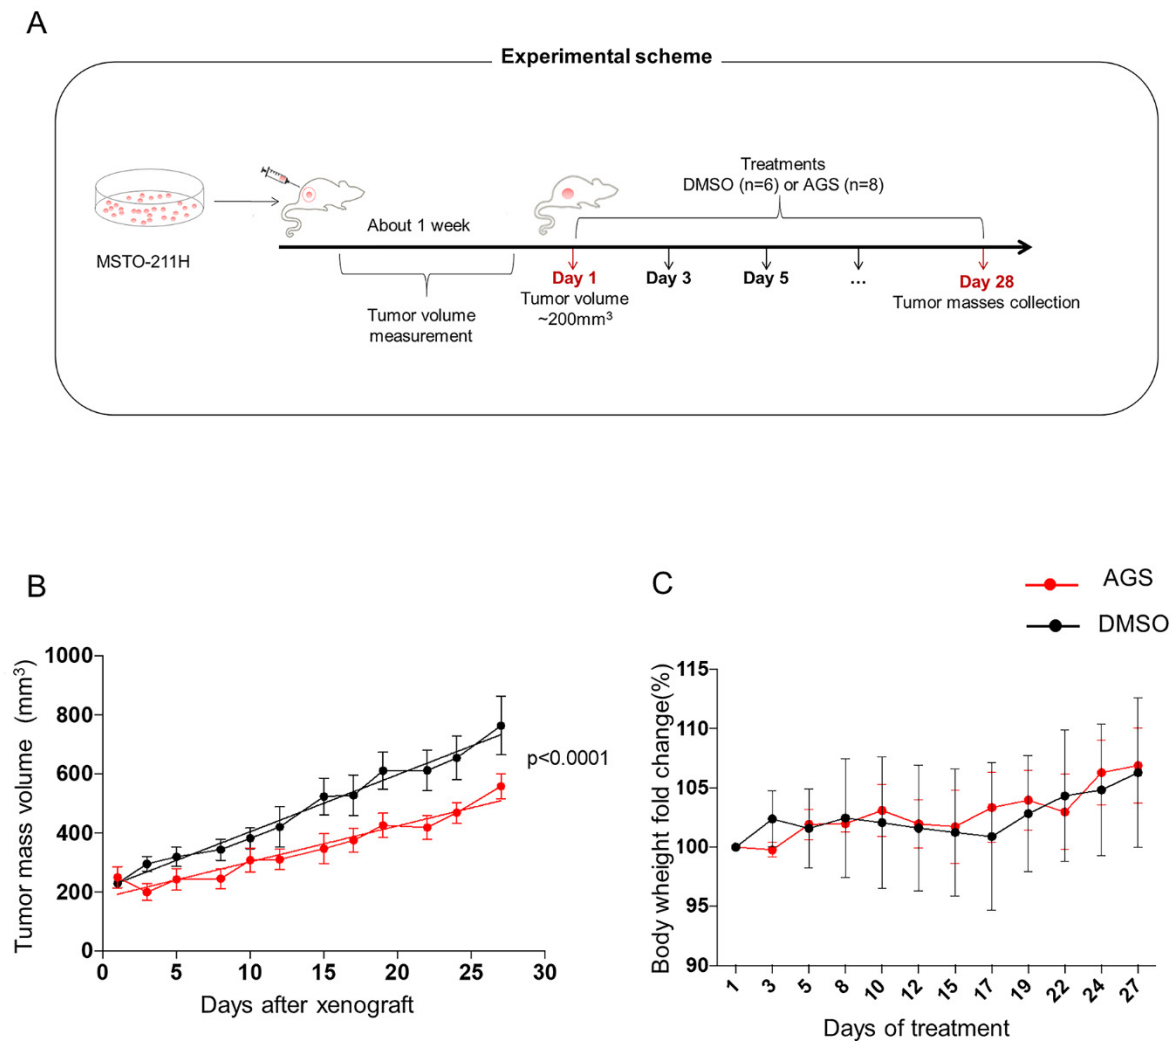 A
Experimental scheme
Treatments
DMSO (n=6) or AGS (n=8)
About 1 week
MSTO-211H
Day 1
Day 3
Day 5
...
Day 28
Tumor volume
measurement
Tumor volume
~200mm³
Tumor masses collection
B
Tumor mass volume (mm³)
1000
800
600
400
200
0
0
5
10
15
20
25
30
Days after xenograft
p<0.0001
C
AGS
DMSO
Body wheight fold change(%)
115
110
105
100
95
90
1
3
5
8
10
12
15
17
19
22
24
27
Days of treatment